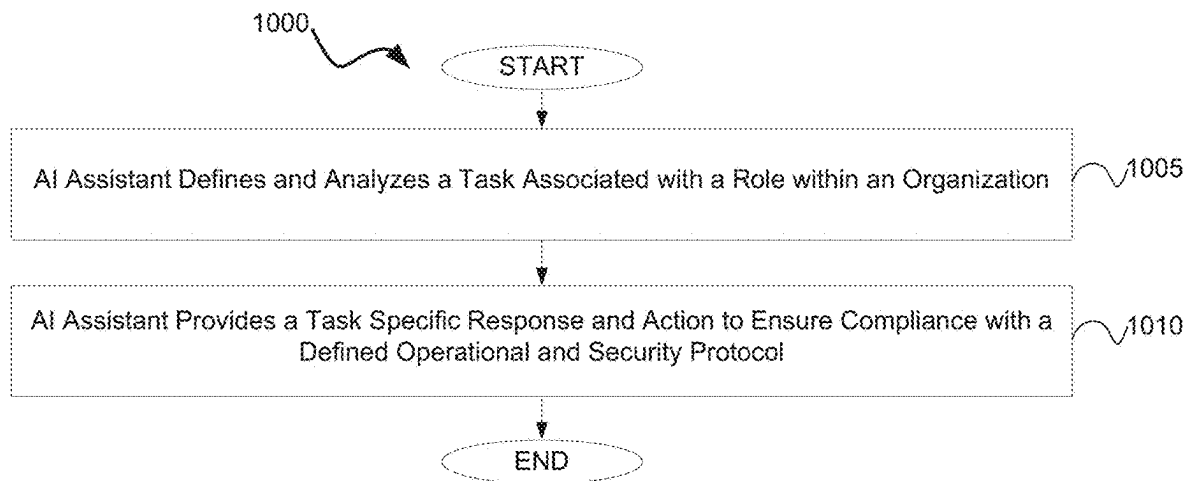 1000
START
AI Assistant Defines and Analyzes a Task Associated with a Role within an Organization
1005
AI Assistant Provides a Task Specific Response and Action to Ensure Compliance with a
Defined Operational and Security Protocol
1010
END